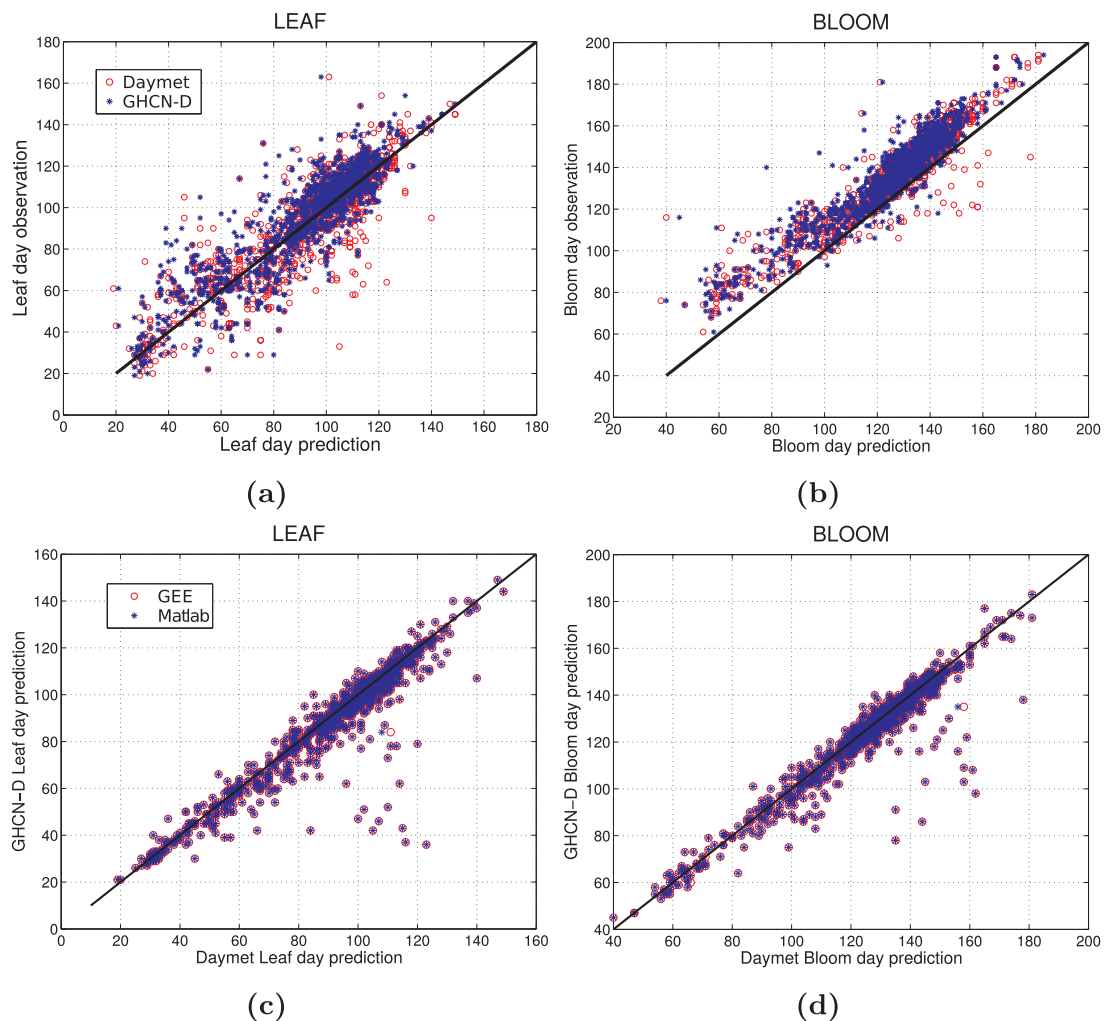 LEAF
180
160
140
120
100
80
60
40
20
0
Leaf day observation
Daymet
GHCN-D
0 20 40 60 80 100 120 140 160 180
Leaf day prediction
(a)
BLOOM
200
180
160
140
120
100
80
60
40
20
Bloom day observation
20 40 60 80 100 120 140 160 180 200
Bloom day prediction
(b)
LEAF
160
140
120
100
80
60
40
20
0
GHCN−D Leaf day prediction
GEE
Matlab
0 20 40 60 80 100 120 140 160
Daymet Leaf day prediction
(c)
BLOOM
200
180
160
140
120
100
80
60
40
GHCN−D Bloom day prediction
40 60 80 100 120 140 160 180 200
Daymet Bloom day prediction
(d)